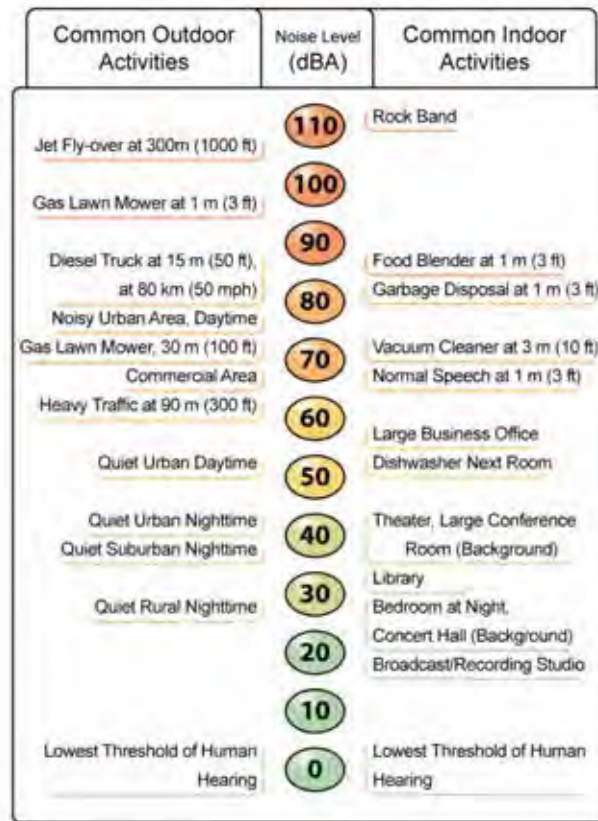 Common Outdoor
Activities
Noise Level
(dBA)
Common Indoor
Activities
110
Rock Band
Jet Fly-over at 300m (1000 ft)
100
Gas Lawn Mower at 1 m (3 ft)
90
Diesel Truck at 15 m (50 ft),
Food Blender at 1 m (3 ft)
at 80 km (50 mph)
80
Garbage Disposal at 1 m (3 ft)
Noisy Urban Area, Daytime
Gas Lawn Mower, 30 m (100 ft)
70
Vacuum Cleaner at 3 m (10 ft)
Commercial Area
Normal Speech at 1 m (3 ft)
Heavy Traffic at 90 m (300 ft)
60
Large Business Office
Quiet Urban Daytime
50
Dishwasher Next Room
Quiet Urban Nighttime
40
Theater, Large Conference
Quiet Suburban Nighttime
Room (Background)
30
Library
Quiet Rural Nighttime
Bedroom at Night,
Concert Hall (Background)
20
Broadcast/Recording Studio
10
Lowest Threshold of Human
Hearing
0
Lowest Threshold of Human
Hearing